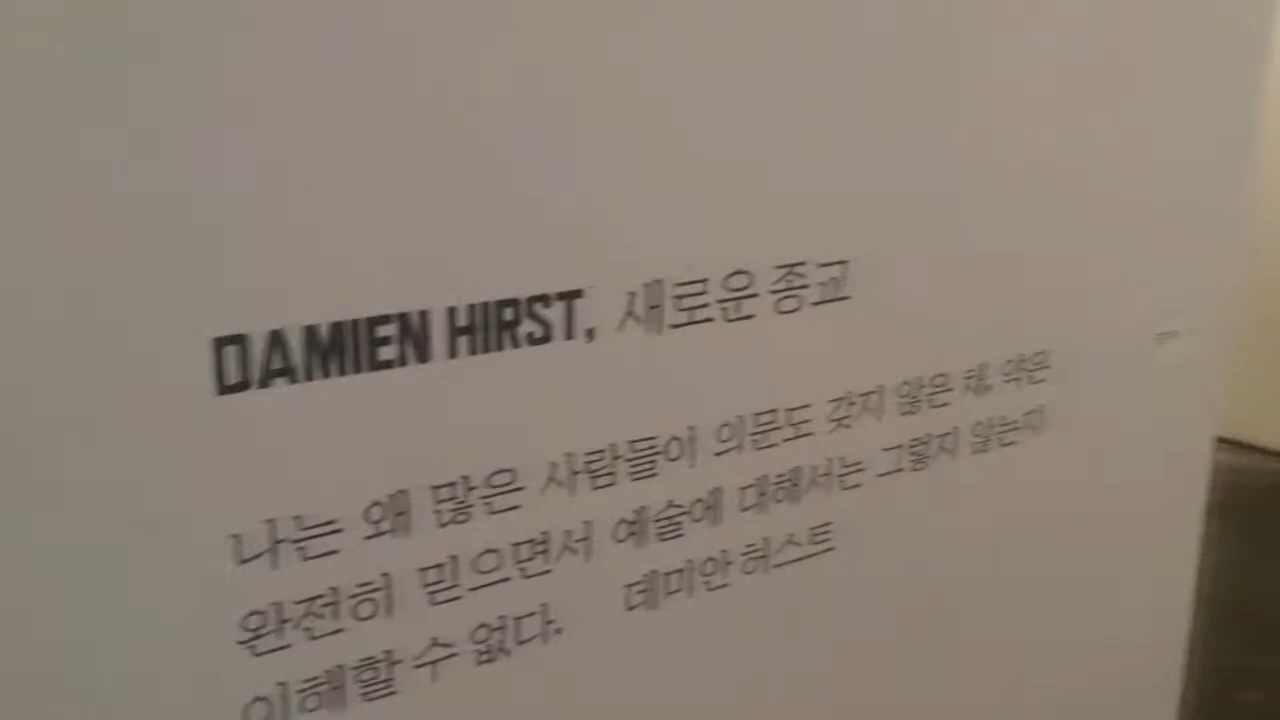 DAMIEN HIRST, 새로운 종교
나는 왜 많은 사람들이 의문도 갖지 않은 채, 약은
완전히 믿으면서 예술에 대해서는 그렇지 않는지
이해할 수 없다. 데미안 허스트